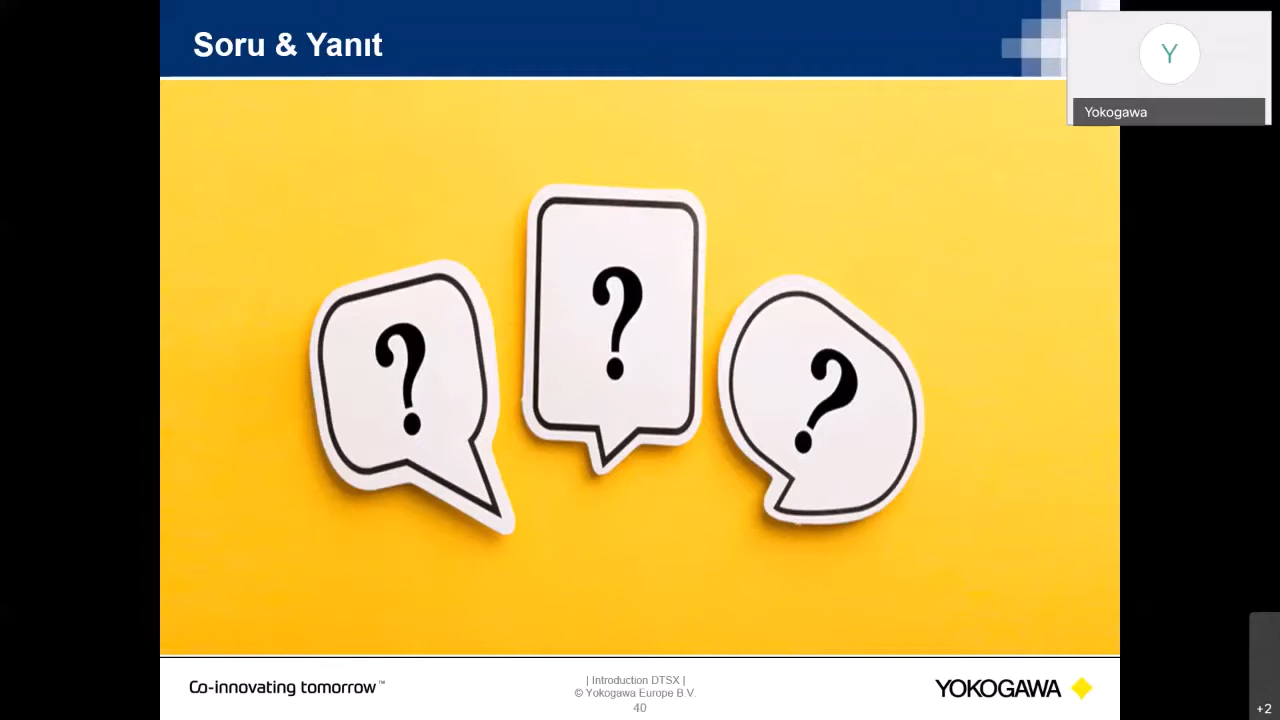 Soru & Yanıt
Y
Yokogawa
?
?
?
Co-innovating tomorrow™
| Introduction DTSX |
© Yokogawa Europe B.V.
40
YOKOGAWA
+2